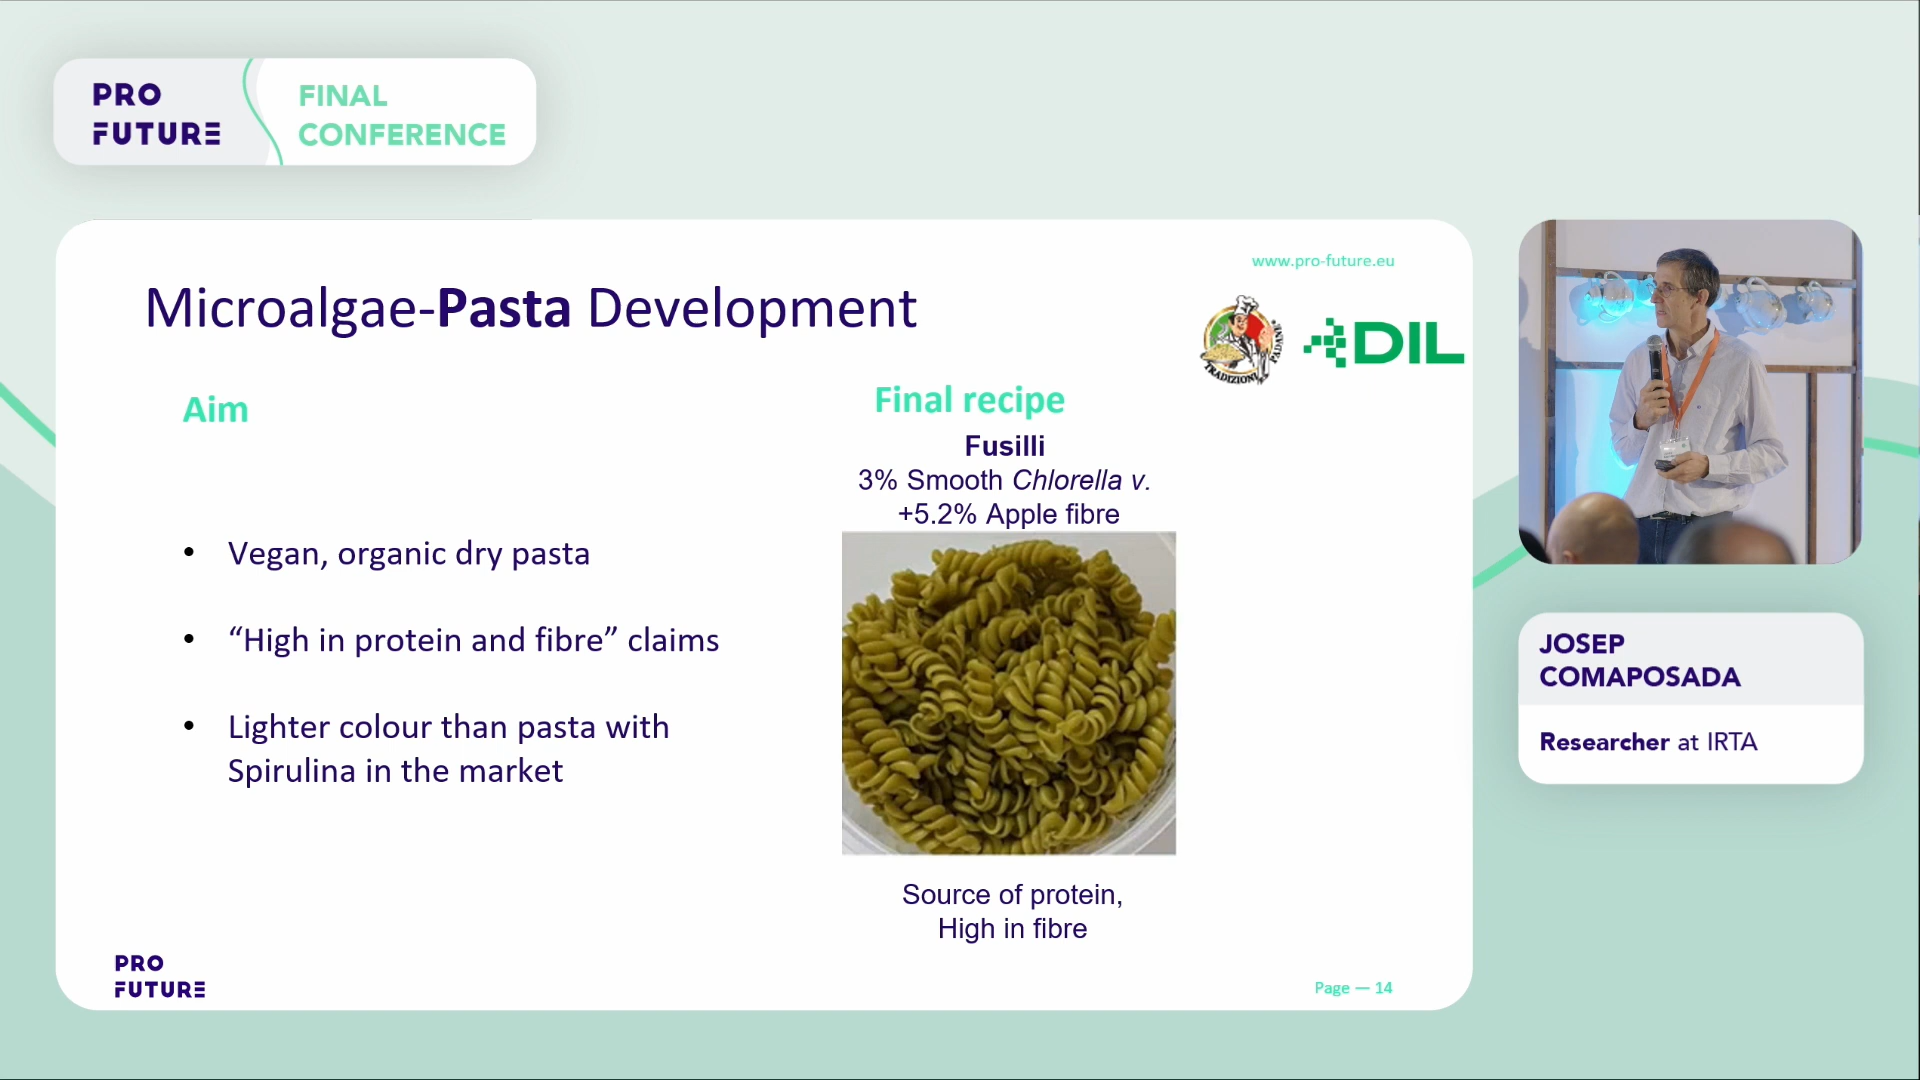 PRO
FUTURE
FINAL
CONFERENCE
www.pro-future.eu
Microalgae-Pasta Development
TRADIZIONI PADANE
DIL
Aim
Vegan, organic dry pasta
“High in protein and fibre” claims
Lighter colour than pasta with
Spirulina in the market
Final recipe
Fusilli
3% Smooth Chlorella v.
+5.2% Apple fibre
Source of protein,
High in fibre
PRO
FUTURE
Page — 14
JOSEP
COMAPOSADA
Researcher at IRTA